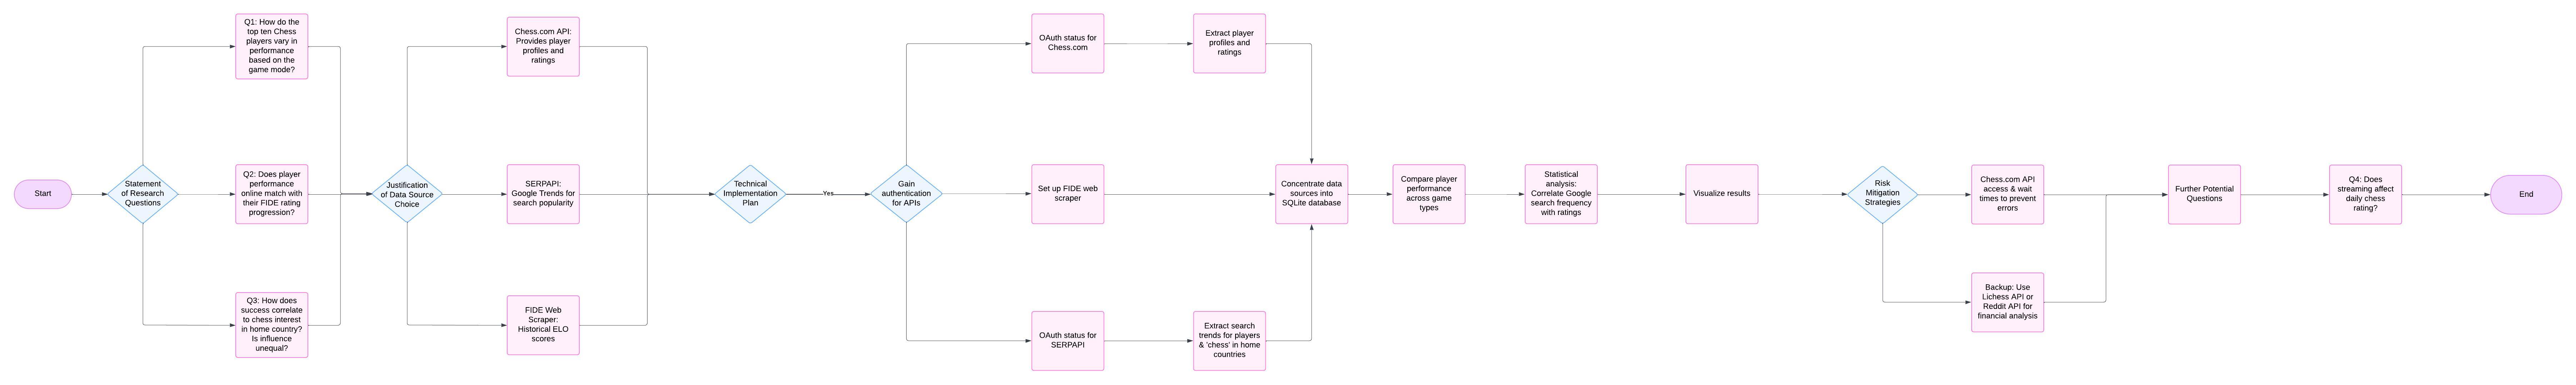 Start
Statement
of Research
Questions
Q1: How do the
top ten Chess
players vary in
performance
based on the
game mode?
Q2: Does player
performance
online match with
their FIDE rating
progression?
Q3: How does
success correlate
to chess interest
in home country?
Is influence
unequal?
Justification
of Data Source
Choice
Chess.com API:
Provides player
profiles and
ratings
SERPAPI:
Google Trends for
search popularity
FIDE Web
Scraper:
Historical ELO
scores
Technical
Implementation
Plan
Yes
Gain
authentication
for APIs
OAuth status for
Chess.com
Extract player
profiles and
ratings
Set up FIDE web
scraper
OAuth status for
SERPAPI
Extract search
trends for players
& 'chess' in home
countries
Concentrate data
sources into
SQLite database
Compare player
performance
across game
types
Statistical
analysis:
Correlate Google
search frequency
with ratings
Visualize results
Risk
Mitigation
Strategies
Chess.com API
access & wait
times to prevent
errors
Backup: Use
Lichess API or
Reddit API for
financial analysis
Further Potential
Questions
Q4: Does
streaming affect
daily chess
rating?
End